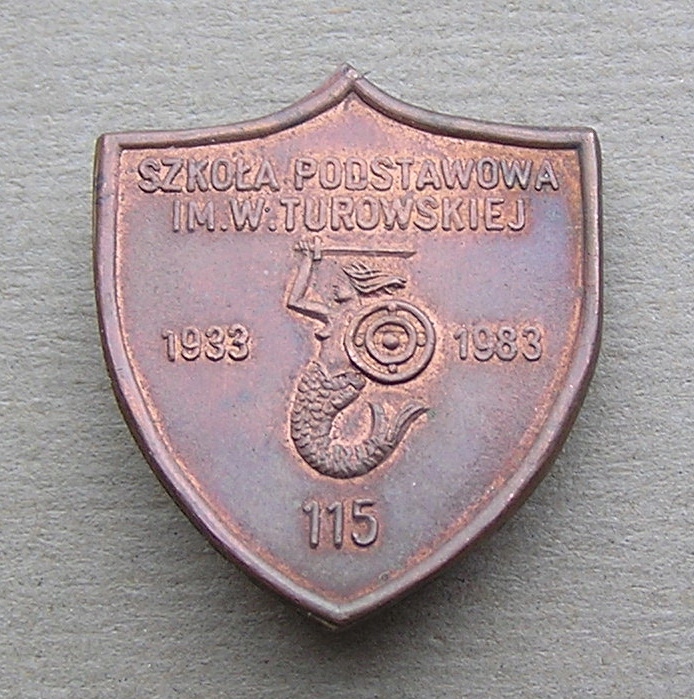 SZKOŁA PODSTAWOWA
IM.W.TUROWSKIEJ
1933 1983
115